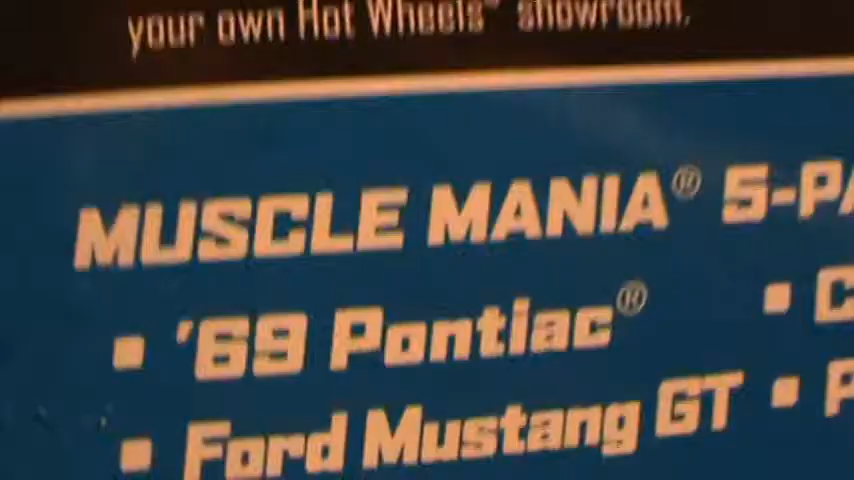 your own Hot Wheels® showroom.
MUSCLE MANIA® 5-PA
• '69 Pontiac® • C
• Ford Mustang GT • P